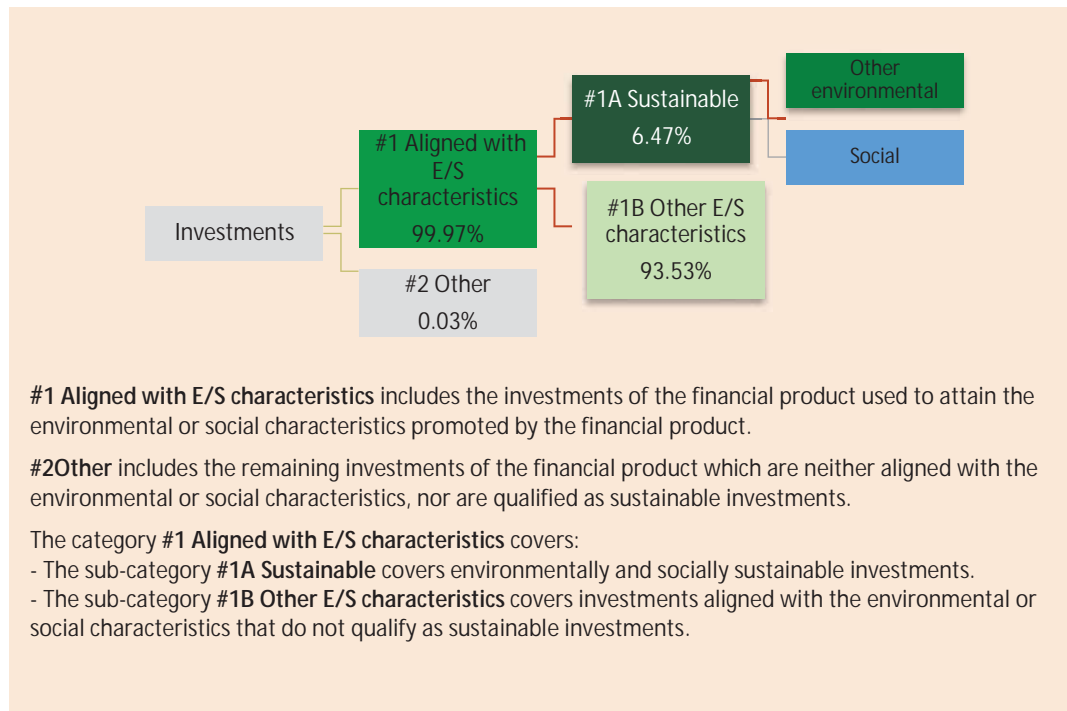 Investments
#1 Aligned with
E/S
characteristics
99.97%
#2 Other
0.03%
#1A Sustainable
6.47%
#1B Other E/S
characteristics
93.53%
Other
environmental
Social
#1 Aligned with E/S characteristics includes the investments of the financial product used to attain the
environmental or social characteristics promoted by the financial product.
#2Other includes the remaining investments of the financial product which are neither aligned with the
environmental or social characteristics, nor are qualified as sustainable investments.
The category #1 Aligned with E/S characteristics covers:
- The sub-category #1A Sustainable covers environmentally and socially sustainable investments.
- The sub-category #1B Other E/S characteristics covers investments aligned with the environmental or
social characteristics that do not qualify as sustainable investments.